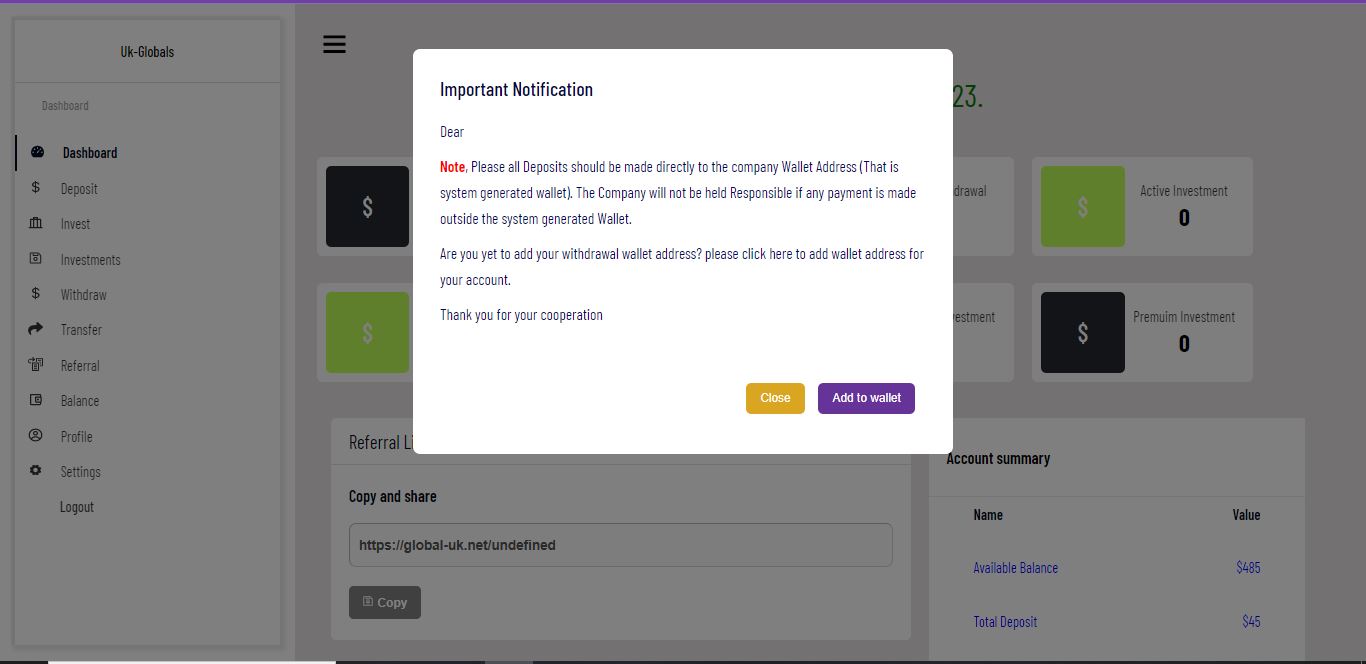 Uk-Globals
Dashboard
Dashboard
$ Deposit
Invest
Investments
$ Withdraw
Transfer
Referral
Balance
Profile
Settings
Logout
23.
Important Notification
Dear
Note, Please all Deposits should be made directly to the company Wallet Address (That is
system generated wallet). The Company will not be held Responsible if any payment is made
outside the system generated Wallet.
Are you yet to add your withdrawal wallet address? please click here to add wallet address for
your account.
Thank you for your cooperation
Close
Add to wallet
$
drawal
$
Active Investment
0
$
vestment
$
Premuim Investment
0
Referral Li
Copy and share
https://global-uk.net/undefined
Copy
Account summary
Name Value
Available Balance $485
Total Deposit $45